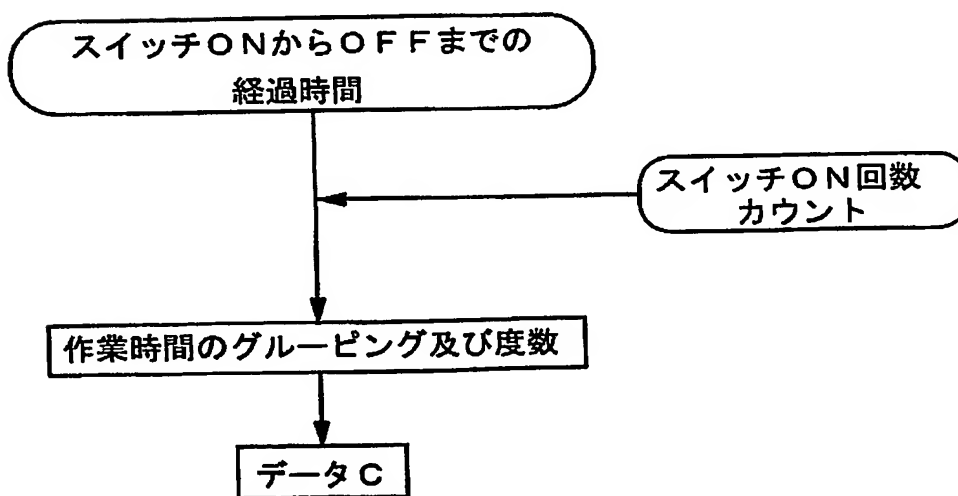 スイッチONからOFFまでの
経過時間
スイッチON回数
カウント
作業時間のグルーピング及び度数
データC